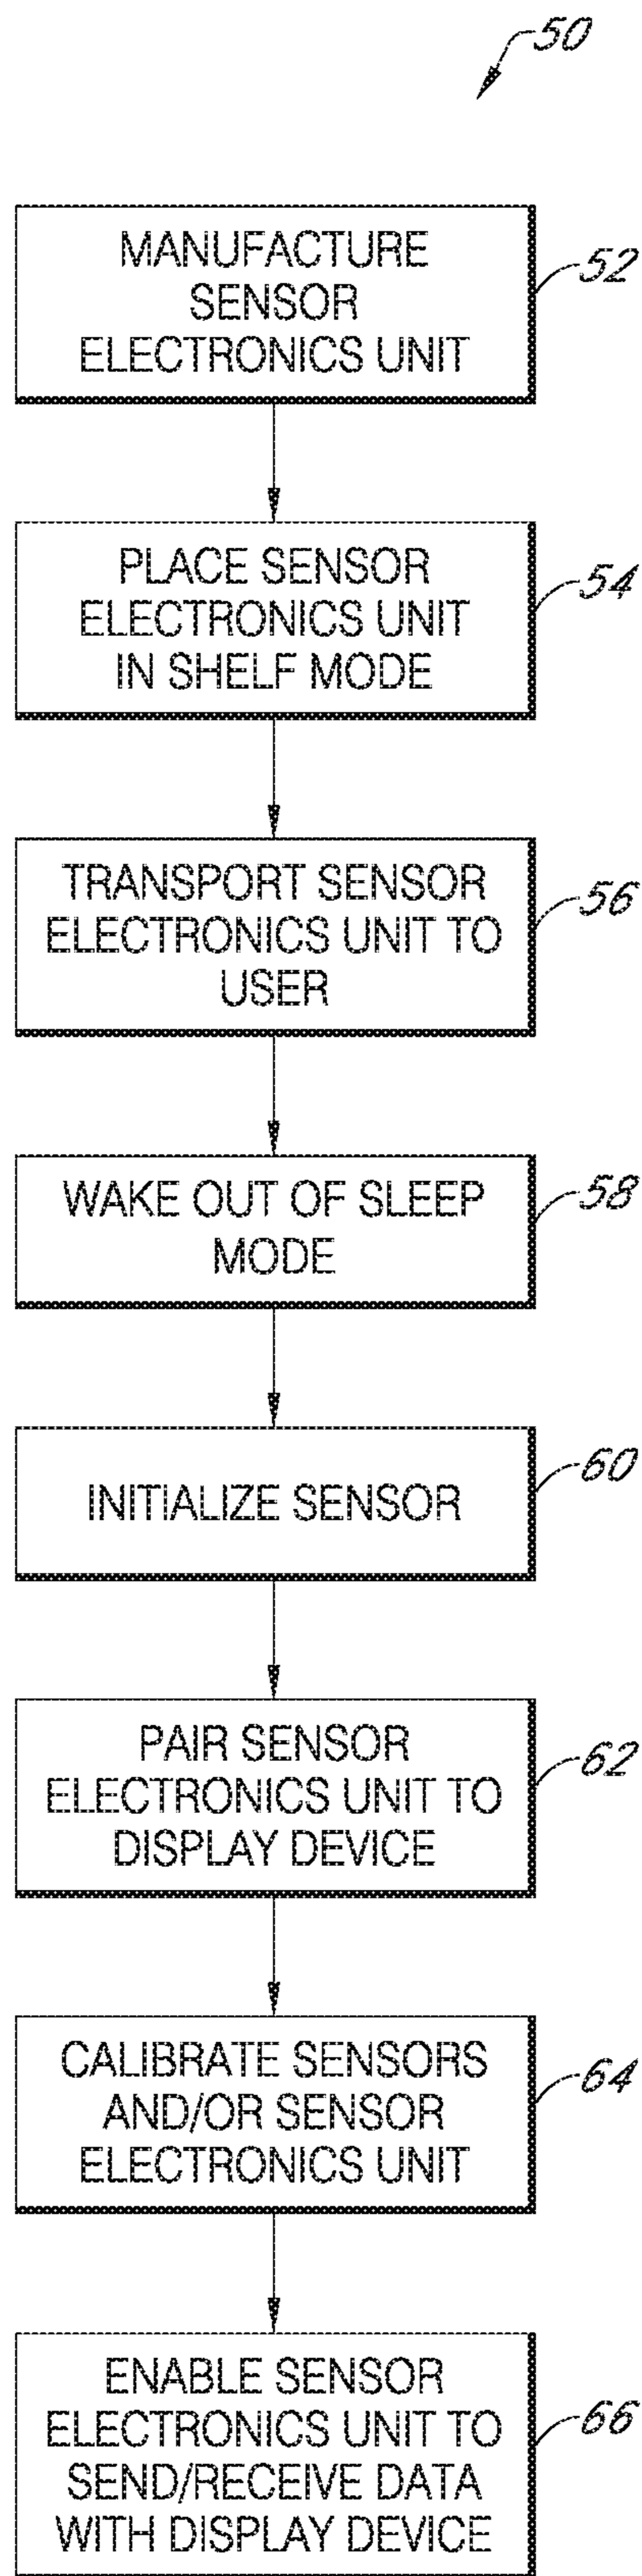 50
MANUFACTURE
SENSOR
ELECTRONICS UNIT
52
PLACE SENSOR
ELECTRONICS UNIT
IN SHELF MODE
54
TRANSPORT SENSOR
ELECTRONICS UNIT TO
USER
56
WAKE OUT OF SLEEP
MODE
58
INITIALIZE SENSOR
60
PAIR SENSOR
ELECTRONICS UNIT TO
DISPLAY DEVICE
62
CALIBRATE SENSORS
AND/OR SENSOR
ELECTRONICS UNIT
64
ENABLE SENSOR
ELECTRONICS UNIT TO
SEND/RECEIVE DATA
WITH DISPLAY DEVICE
66